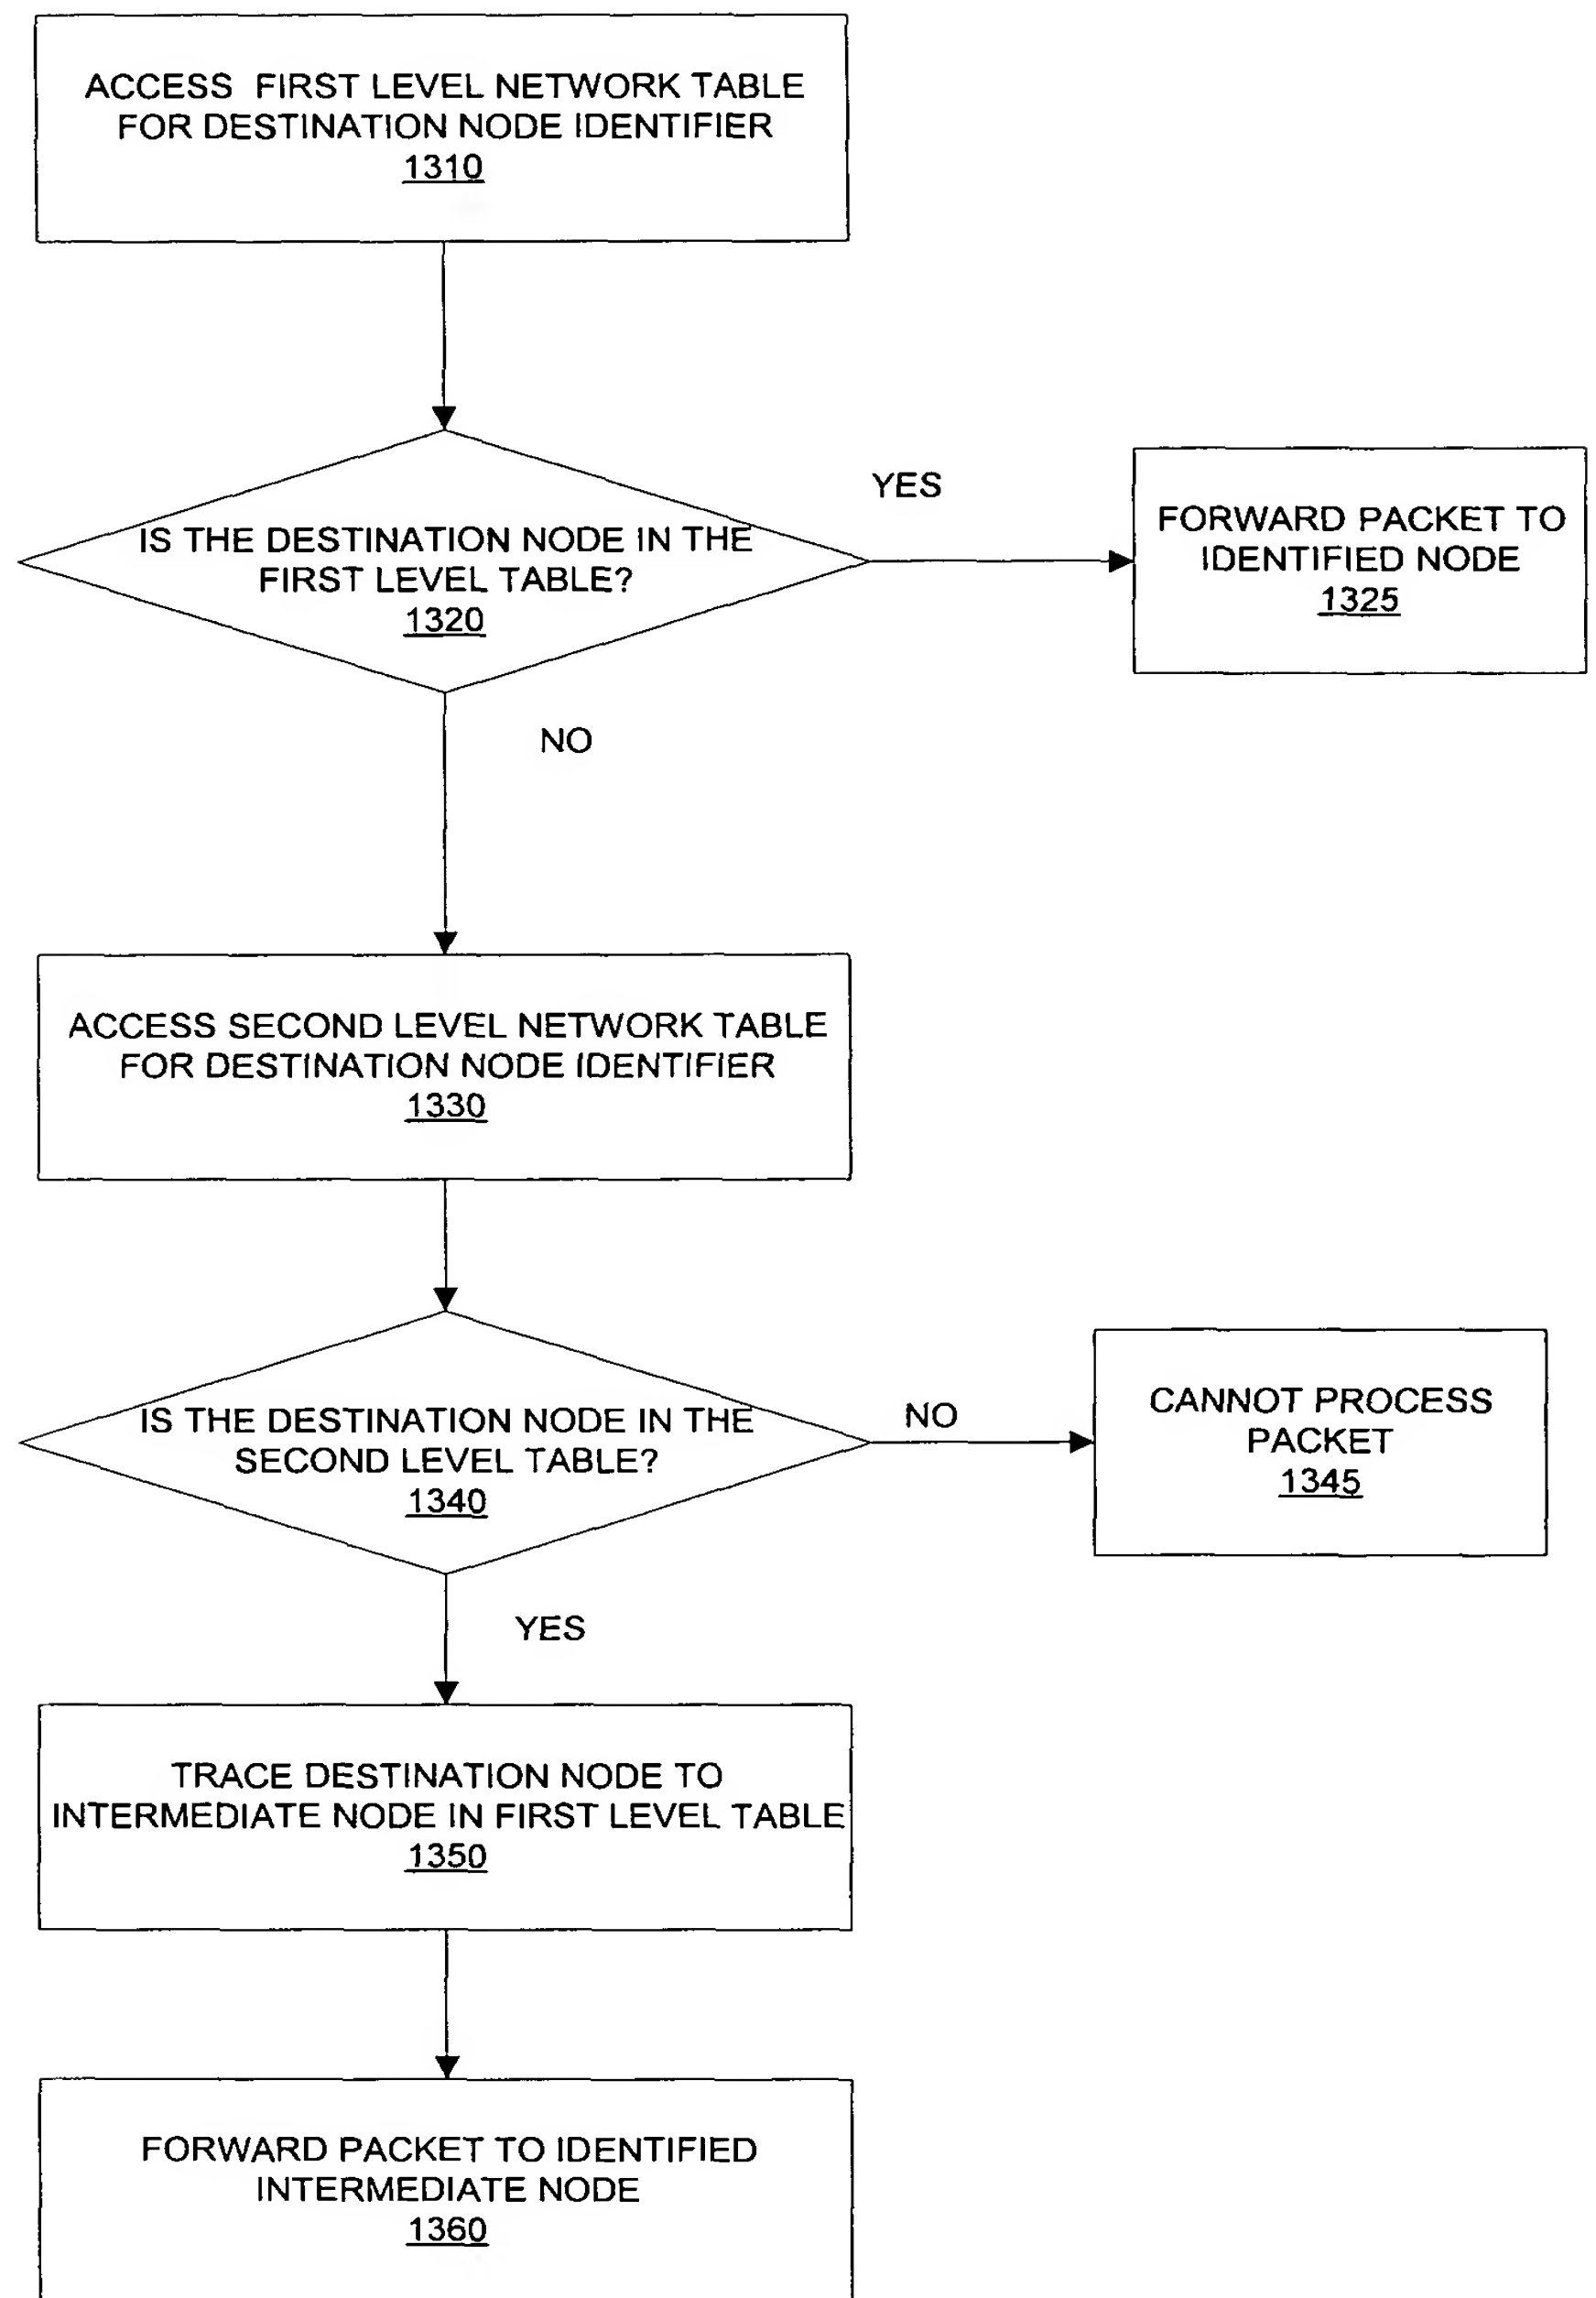 ACCESS FIRST LEVEL NETWORK TABLE
FOR DESTINATION NODE IDENTIFIER
1310
IS THE DESTINATION NODE IN THE
FIRST LEVEL TABLE?
1320
YES
FORWARD PACKET TO
IDENTIFIED NODE
1325
NO
ACCESS SECOND LEVEL NETWORK TABLE
FOR DESTINATION NODE IDENTIFIER
1330
IS THE DESTINATION NODE IN THE
SECOND LEVEL TABLE?
1340
NO
CANNOT PROCESS
PACKET
1345
YES
TRACE DESTINATION NODE TO
INTERMEDIATE NODE IN FIRST LEVEL TABLE
1350
FORWARD PACKET TO IDENTIFIED
INTERMEDIATE NODE
1360